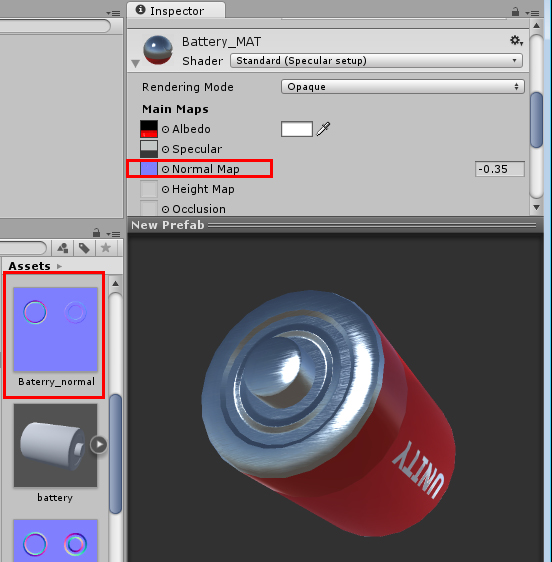 Inspector
Battery_MAT
Shader Standard (Specular setup)
Rendering Mode Opaque
Main Maps
Albedo
Specular
Normal Map -0.35
Height Map
Occlusion
New Prefab
Assets
Baterry_normal
battery
UNITY